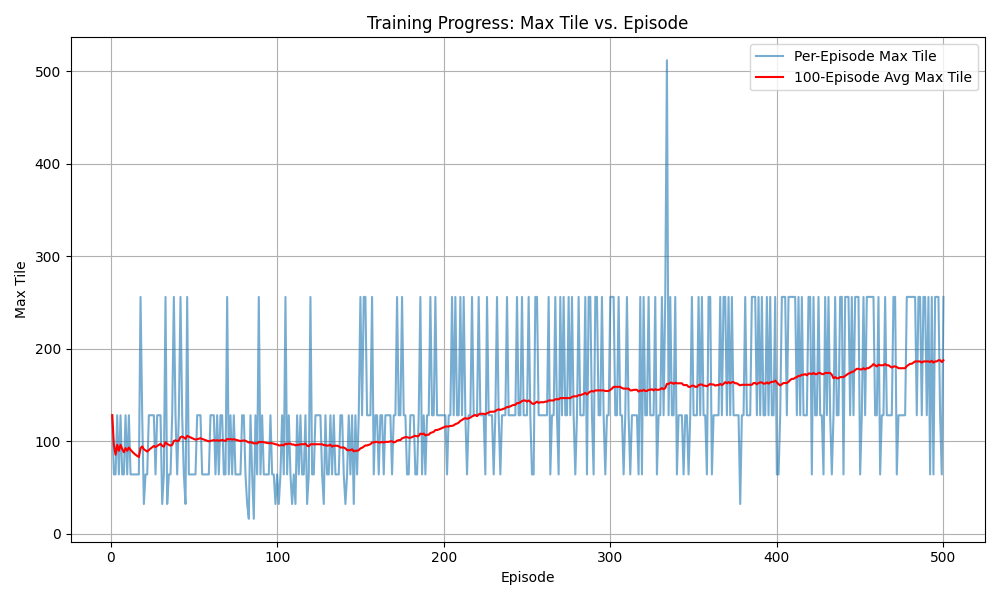 Training Progress: Max Tile vs. Episode
Per-Episode Max Tile
100-Episode Avg Max Tile
Max Tile
500
400
300
200
100
0
0 100 200 300 400 500
Episode